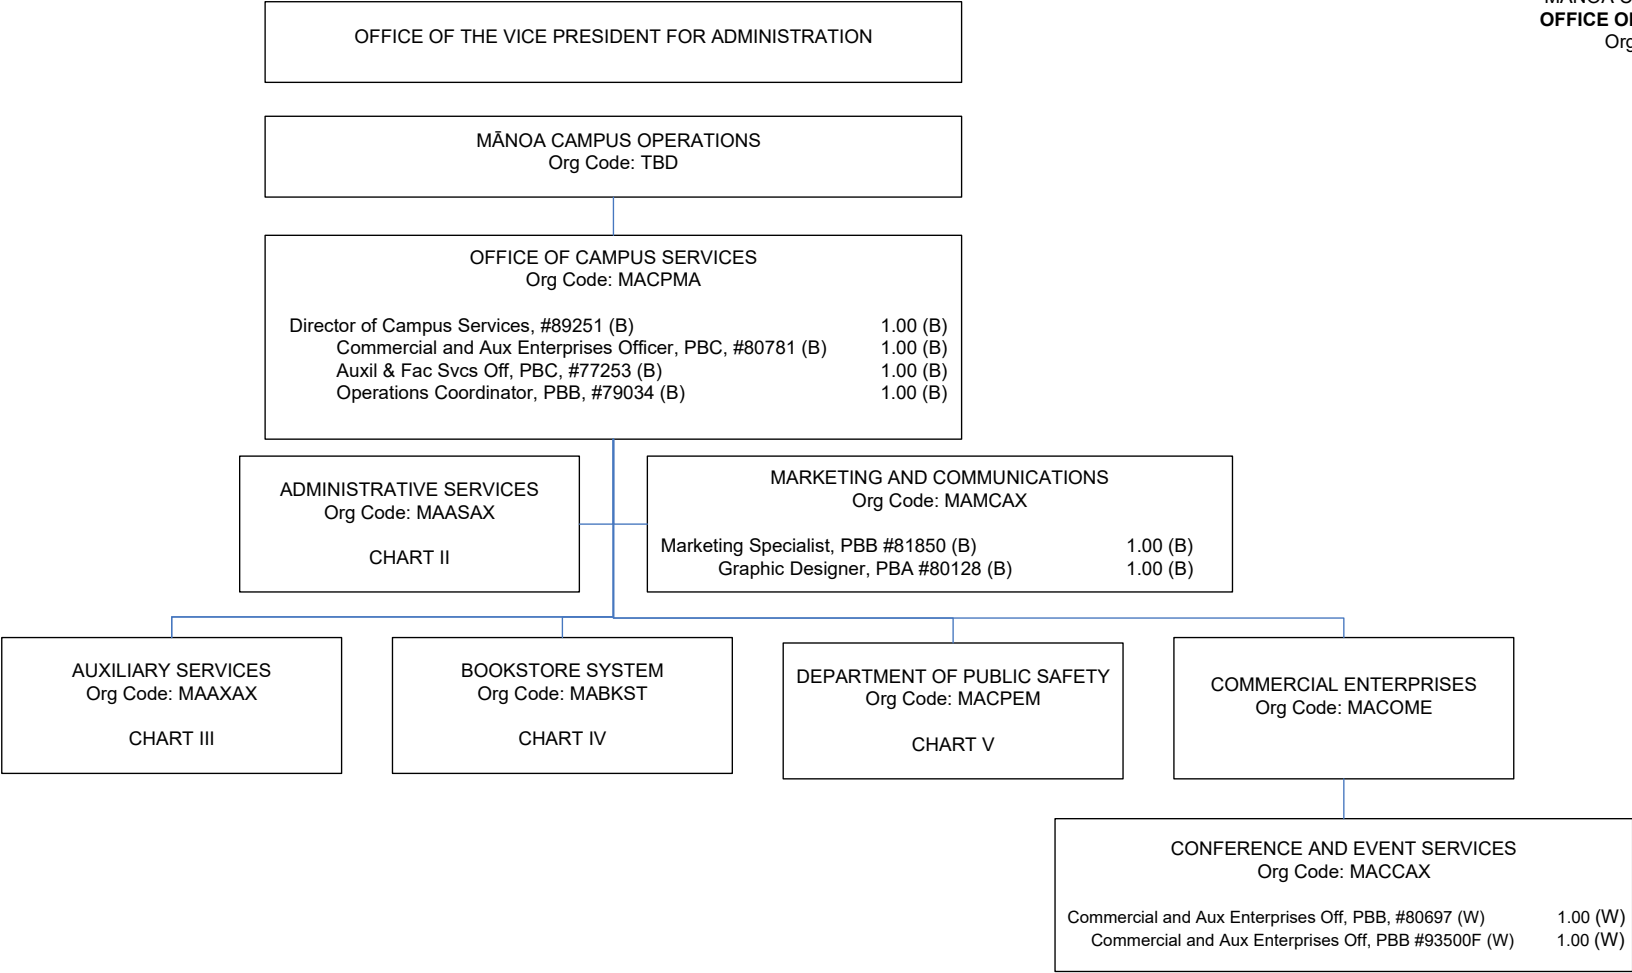 OFFICE OF THE VICE PRESIDENT FOR ADMINISTRATION
OFFICE
Org
MĀNOA CAMPUS OPERATIONS
Org Code: TBD
OFFICE OF CAMPUS SERVICES
Org Code: MACPMA
Director of Campus Services, #89251 (B) 1.00 (B)
Commercial and Aux Enterprises Officer, PBC, #80781 (B) 1.00 (B)
Auxil & Fac Svcs Off, PBC, #77253 (B) 1.00 (B)
Operations Coordinator, PBB, #79034 (B) 1.00 (B)
ADMINISTRATIVE SERVICES
Org Code: MAASAX
CHART II
MARKETING AND COMMUNICATIONS
Org Code: MAMCAX
Marketing Specialist, PBB #81850 (B) 1.00 (B)
Graphic Designer, PBA #80128 (B) 1.00 (B)
AUXILIARY SERVICES
Org Code: MAAXAX
CHART III
BOOKSTORE SYSTEM
Org Code: MABKST
CHART IV
DEPARTMENT OF PUBLIC SAFETY
Org Code: MACPEM
CHART V
COMMERCIAL ENTERPRISES
Org Code: MACOME
CONFERENCE AND EVENT SERVICES
Org Code: MACCAX
Commercial and Aux Enterprises Off, PBB, #80697 (W) 1.00 (W)
Commercial and Aux Enterprises Off, PBB #93500F (W) 1.00 (W)